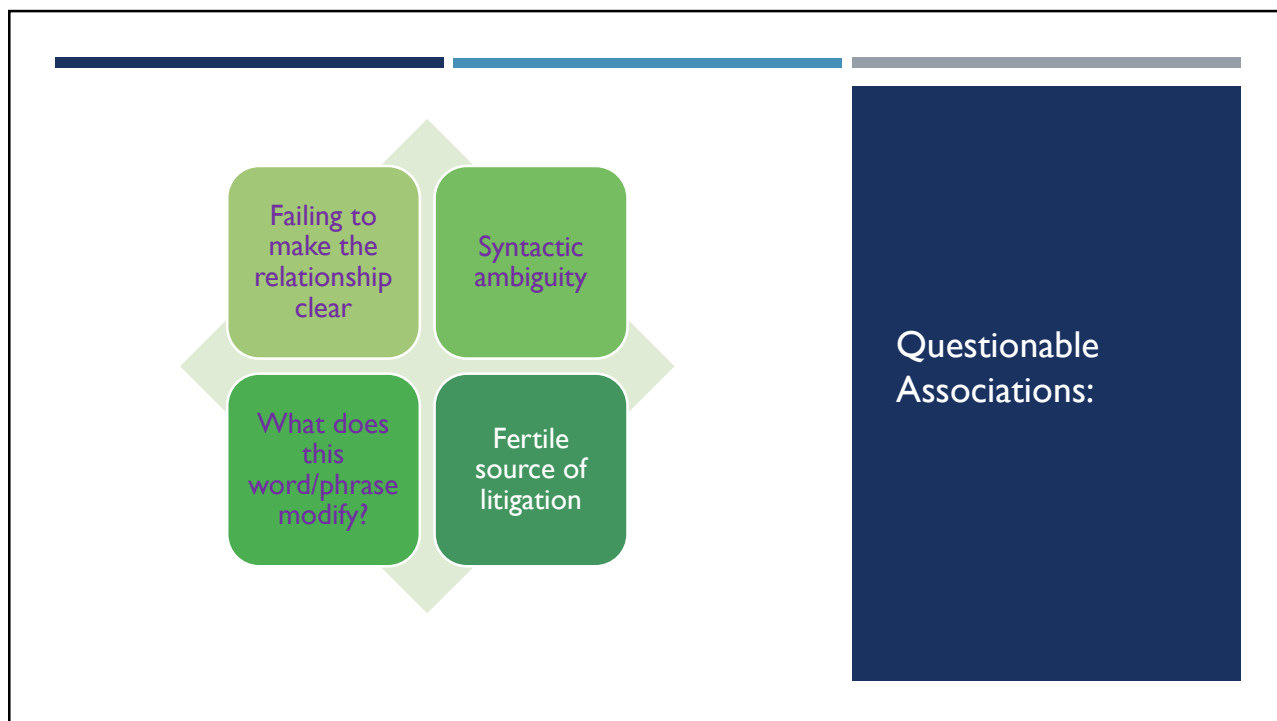 Failing to
make the
relationship
clear
Syntactic
ambiguity
What does
this
word/phrase
modify?
Fertile
source of
litigation
Questionable
Associations: